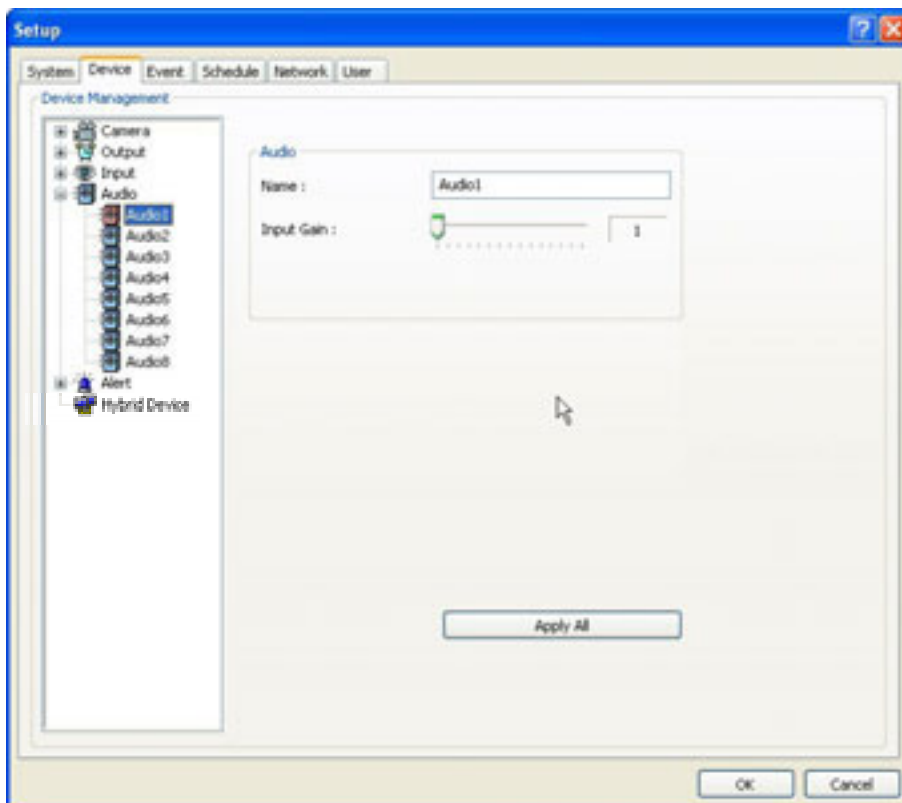 Setup
System Device Event Schedule Network User
Device Management
Camera
Output
Input
Audio
Audio1
Audio2
Audio3
Audio4
Audio5
Audio6
Audio7
Audio8
Alert
Hybrid Device
Audio
Name : Audio1
Input Gain : 1
Apply All
OK Cancel